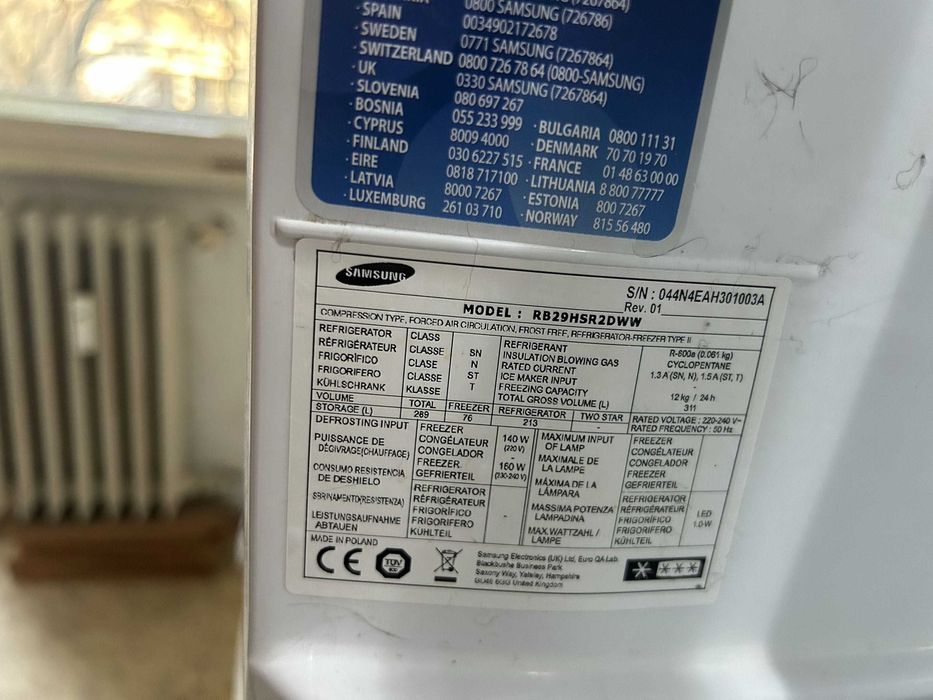 0800 SAMSUNG (726786)
· SPAIN 0034902172678
· SWEDEN 0771 SAMSUNG (7267864)
· SWITZERLAND 0800 726 78 64 (0800-SAMSUNG)
· UK 0330 SAMSUNG (7267864)
· SLOVENIA 080 697 267
· BOSNIA 055 233 999
· CYPRUS 8009 4000
· FINLAND 030 6227 515
· EIRE 0818 717100
· LATVIA 8000 7267
· LUXEMBURG 261 03 710
· BULGARIA 0800 111 31
· DENMARK 70 70 19 70
· FRANCE 01 48 63 00 00
· LITHUANIA 8 800 77777
· ESTONIA 800 7267
· NORWAY 815 56 480
SAMSUNG
S/N : 044N4EAH301003A
Rev. 01
MODEL : RB29HSR2DWW
COMPRESSION TYPE, FORCED AIR CIRCULATION, FROST FREE, REFRIGERATOR-FREEZER TYPE II
REFRIGERATOR
RÉFRIGÉRATEUR
FRIGORÍFICO
FRIGORIFERO
KÜHLSCHRANK
CLASS
CLASSE
CLASE
CLASSE
KLASSE
SN
N
ST
T
REFRIGERANT R-600a (0.061 kg)
INSULATION BLOWING GAS CYCLOPENTANE
RATED CURRENT 1.3 A (SN, N), 1.5 A (ST, T)
ICE MAKER INPUT -
FREEZING CAPACITY 12 kg / 24 h
TOTAL GROSS VOLUME (L) 311
VOLUME TOTAL FREEZER REFRIGERATOR TWO STAR
STORAGE (L) 289 76 213 -
RATED VOLTAGE : 220-240 V~
RATED FREQUENCY : 50 Hz
DEFROSTING INPUT
PUISSANCE DE
DÉGIVRAGE(CHAUFFAGE)
CONSUMO RESISTENCIA
DE DESHIELO
SBRINAMENTO(RESISTENZA)
LEISTUNGSAUFNAHME
ABTAUEN
FREEZER
CONGÉLATEUR
CONGELADOR
FREEZER
GEFRIERTEIL
140 W
(220 V)
-
160 W
(230-240 V)
REFRIGERATOR
RÉFRIGÉRATEUR
FRIGORÍFICO
FRIGORIFERO
KÜHLTEIL
-
MAXIMUM INPUT
OF LAMP
MAXIMALE DE
LA LAMPE
MÁXIMA DE LA
LÁMPARA
MASSIMA POTENZA
LAMPADINA
MAX.WATTZAHL /
LAMPE
FREEZER
CONGÉLATEUR
CONGELADOR
FREEZER
GEFRIERTEIL
-
REFRIGERATOR
RÉFRIGÉRATEUR
FRIGORÍFICO
FRIGORIFERO
KÜHLTEIL
LED
1.0 W
MADE IN POLAND
CE
TÜV
Samsung Electronics (UK) Ltd, Euro QA Lab
Blackbushe Business Park
Saxony Way, Yateley, Hampshire
GU46 6GG United Kingdom